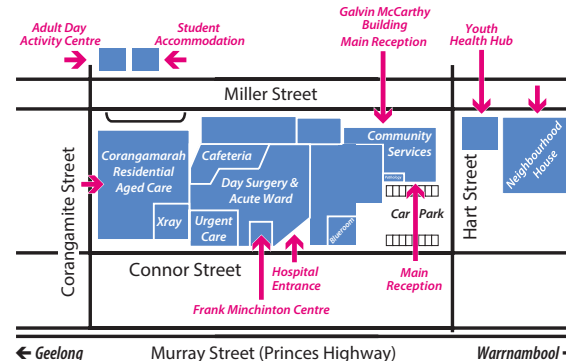 Galvin McCarthy
Building
Main Reception
Adult Day
Activity Centre
Student
Accommodation
Youth
Health Hub
Miller Street
Corangamite Street
Corangamarah
Residential
Aged Care
Cafeteria
Community
Services
Day Surgery &
Acute Ward
Neighbourhood
House
Hart Street
Xray
Urgent
Care
Blueroom
Car Park
Connor Street
Hospital
Entrance
Main
Reception
Frank Minchinton Centre
Geelong
Murray Street (Princes Highway)
Warrnambool